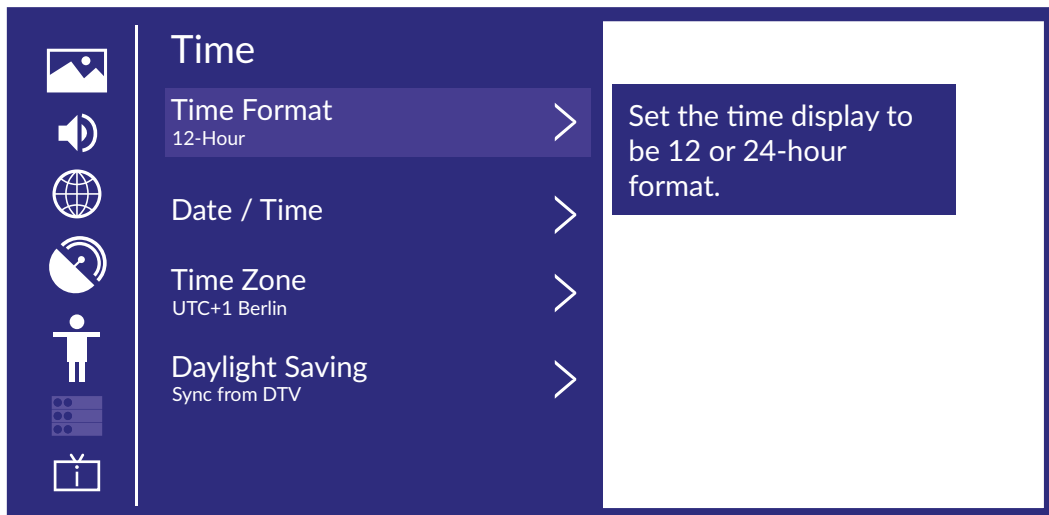 Time
Time Format
12-Hour
Date / Time
Time Zone
UTC+1 Berlin
Daylight Saving
Sync from DTV
Set the time display to
be 12 or 24-hour
format.
i